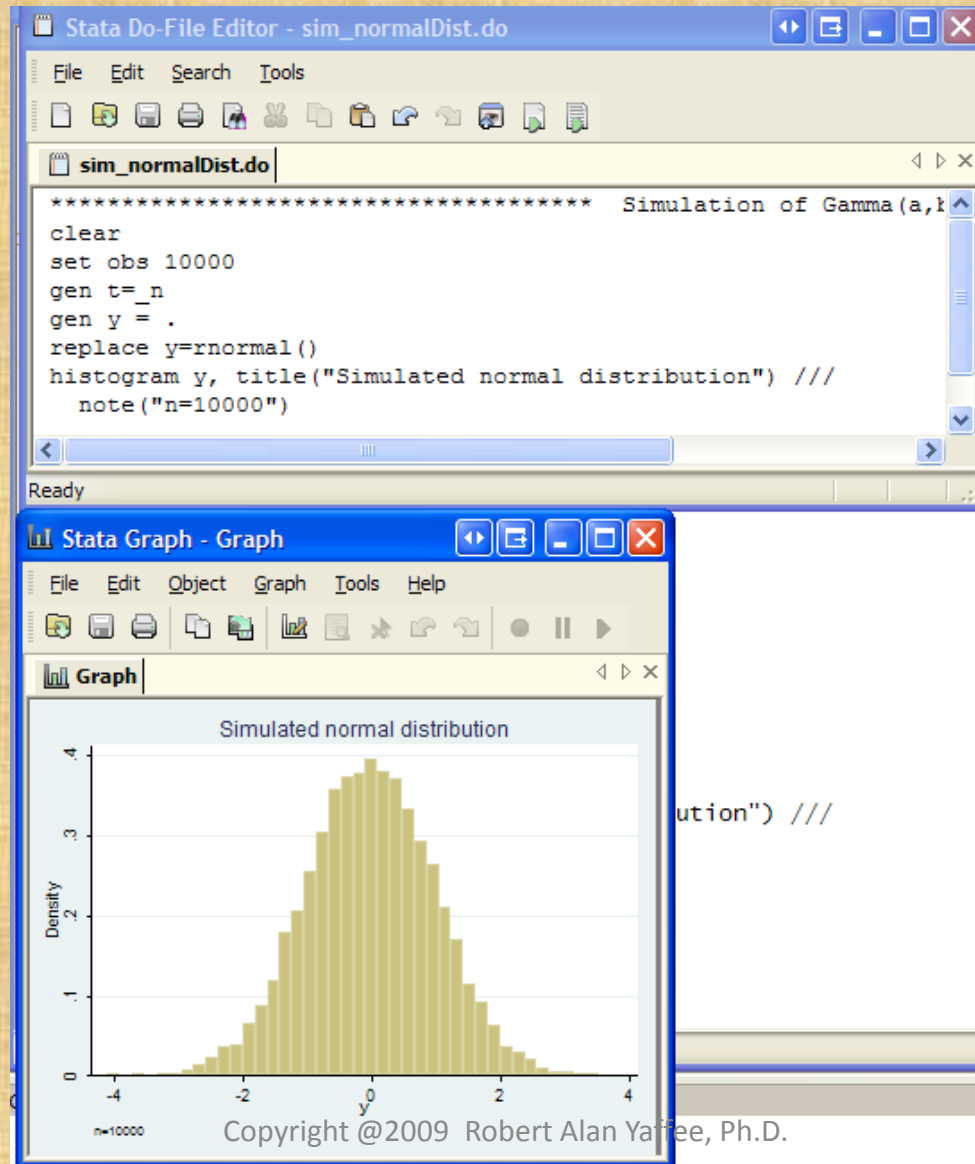 Stata Do-File Editor - sim_normalDist.do
File Edit Search Tools
sim_normalDist.do
************************************** Simulation of Gamma(a,
clear
set obs 10000
gen t=_n
gen y = .
replace y=rnormal()
histogram y, title("Simulated normal distribution") ///
note("n=10000")
Ready
Stata Graph - Graph
File Edit Object Graph Tools Help
Graph
Simulated normal distribution
.4
.3
.2
.1
0
Density
-4 -2 0 2 4
y
n=10000
ution") ///
Copyright @2009 Robert Alan Yaffee, Ph.D.